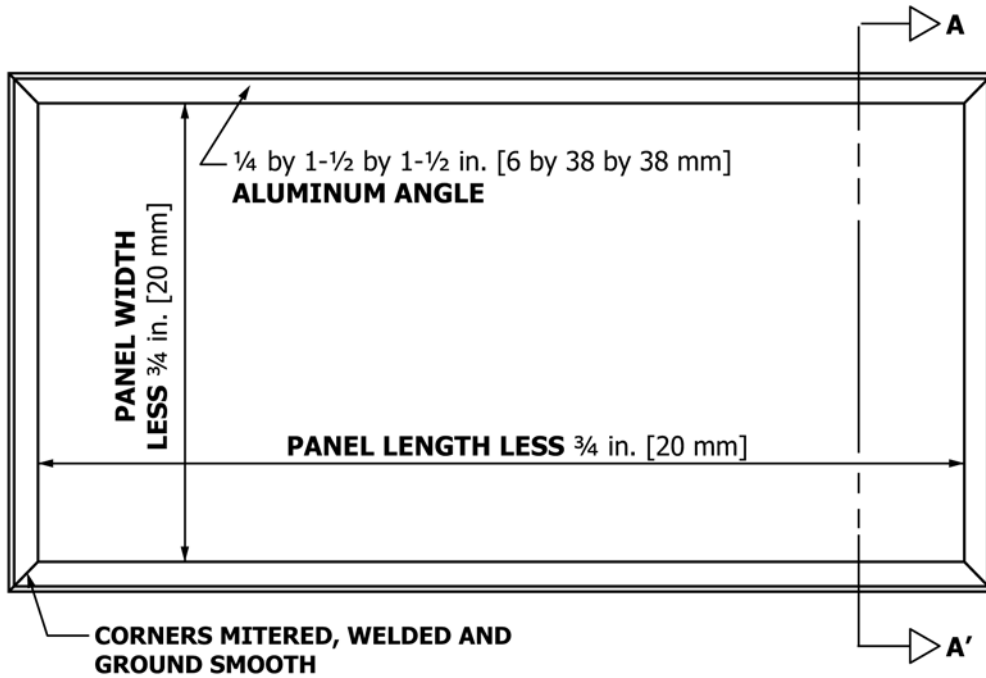 A
¼ by 1-½ by 1-½ in. [6 by 38 by 38 mm]
ALUMINUM ANGLE
PANEL WIDTH
LESS ¾ in. [20 mm]
PANEL LENGTH LESS ¾ in. [20 mm]
CORNERS MITERED, WELDED AND
GROUND SMOOTH
A′